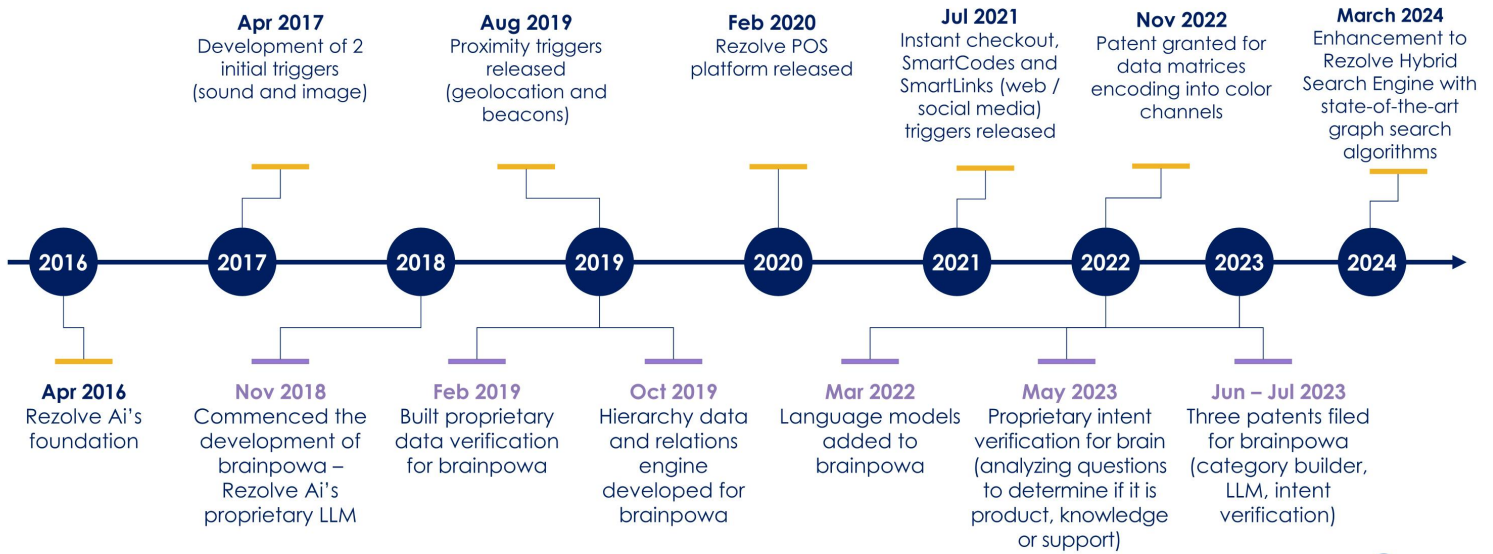 Apr 2017
Development of 2
initial triggers
(sound and image)
Aug 2019
Proximity triggers
released
(geolocation and
beacons)
Feb 2020
Rezolve POS
platform released
Jul 2021
Instant checkout,
SmartCodes and
SmartLinks (web /
social media)
triggers released
Nov 2022
Patent granted for
data matrices
encoding into color
channels
March 2024
Enhancement to
Rezolve Hybrid
Search Engine with
state-of-the-art
graph search
algorithms
2016
2017
2018
2019
2020
2021
2022
2023
2024
Apr 2016
Rezolve Ai’s
foundation
Nov 2018
Commenced the
development of
brainpowa –
Rezolve Ai’s
proprietary LLM
Feb 2019
Built proprietary
data verification
for brainpowa
Oct 2019
Hierarchy data
and relations
engine
developed for
brainpowa
Mar 2022
Language models
added to
brainpowa
May 2023
Proprietary intent
verification for brain
(analyzing questions
to determine if it is
product, knowledge
or support)
Jun – Jul 2023
Three patents filed
for brainpowa
(category builder,
LLM, intent
verification)